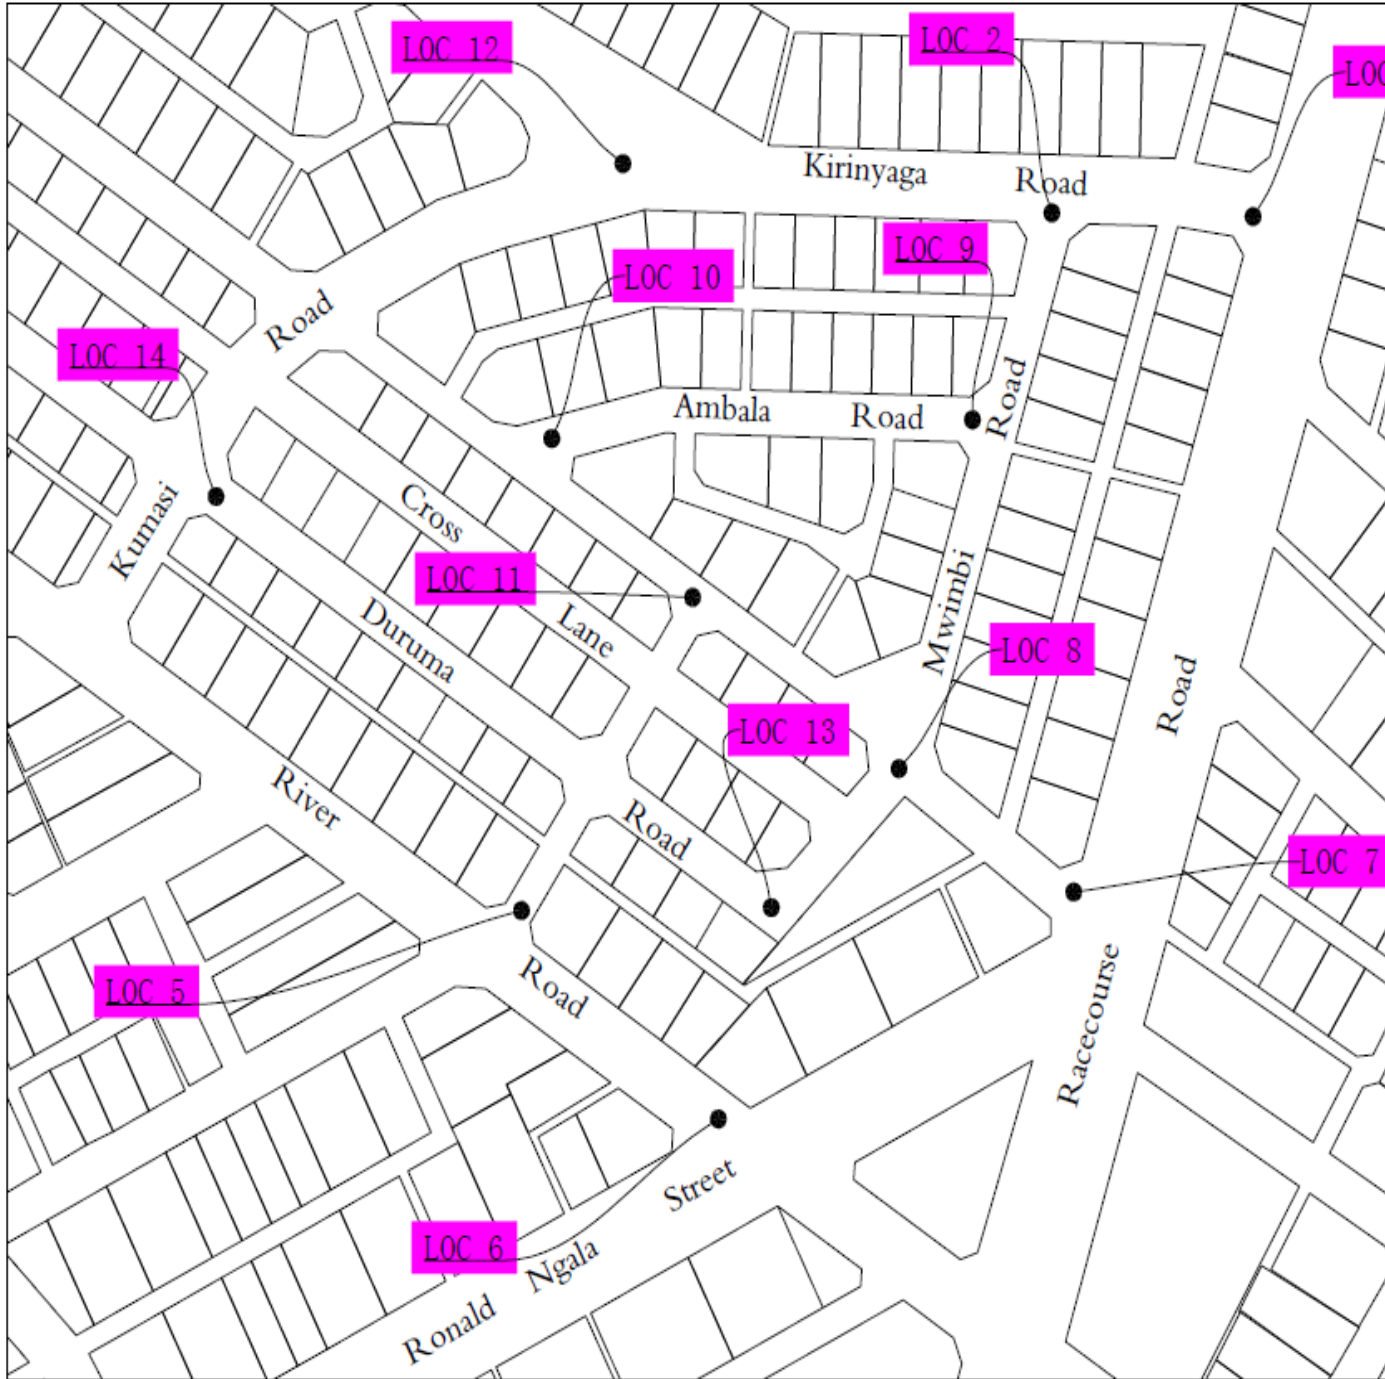 LOC 12
LOC 2
LOC
Kirinyaga Road
LOC 9
LOC 10
Road
LOC 14
Ambala Road
Road
Cross
Kumasi
LOC 11
Lane
Duruma
Mwimbi
LOC 8
Road
LOC 13
River
Road
LOC 7
LOC 5
Road
Racecourse
Street
LOC 6
Ngala
Ronald